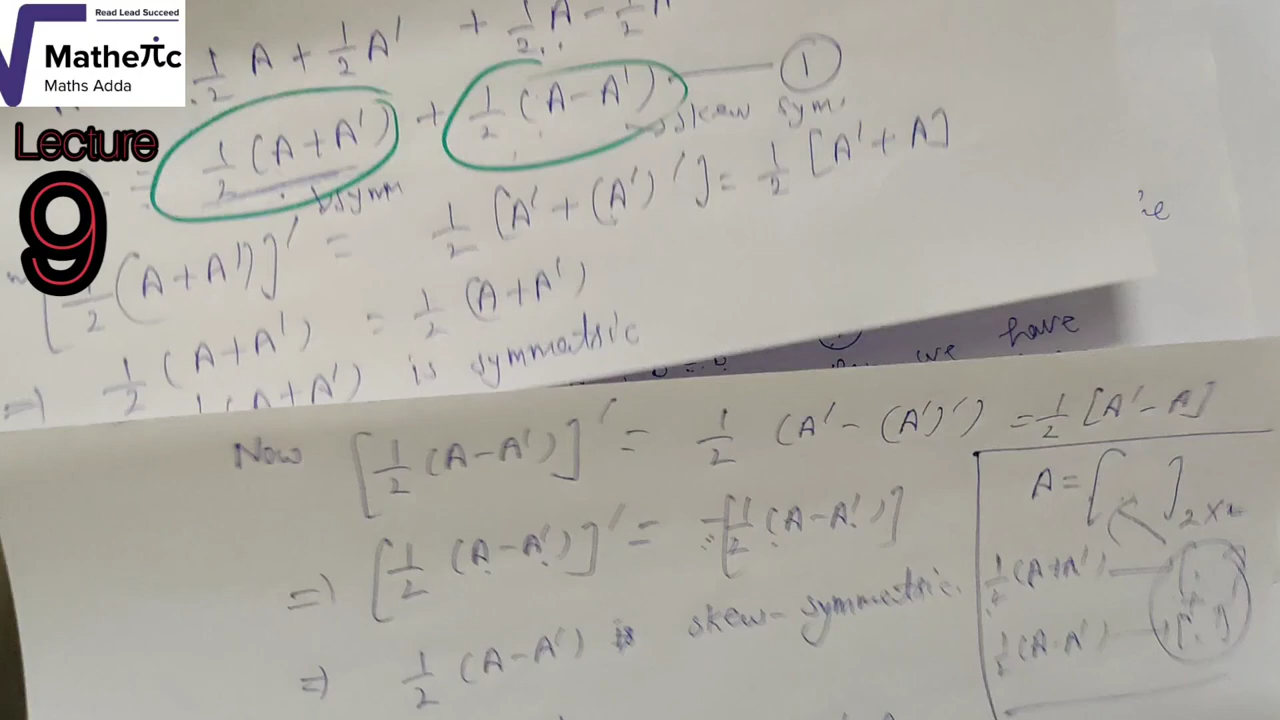 Read Lead Succeed
Matheπc
Maths Adda
Lecture
9
1/2 A + 1/2 A' + 1/2 A - 1/2 A
= 1/2 (A + A') + 1/2 (A - A') — ①
symm
skew sym.
[1/2 (A + A')]' = 1/2 [A' + (A')'] = 1/2 [A' + A]
1/2 (A + A') = 1/2 (A + A')
=> 1/2 (A + A') is symmetric
we have
Now [1/2 (A - A')]' = 1/2 (A' - (A')') = 1/2 [A' - A]
=> [1/2 (A - A')]' = -[1/2 (A - A')]
=> 1/2 (A - A') is skew-symmetric.
A = [ ]
1/2 (A + A')
1/2 (A - A')